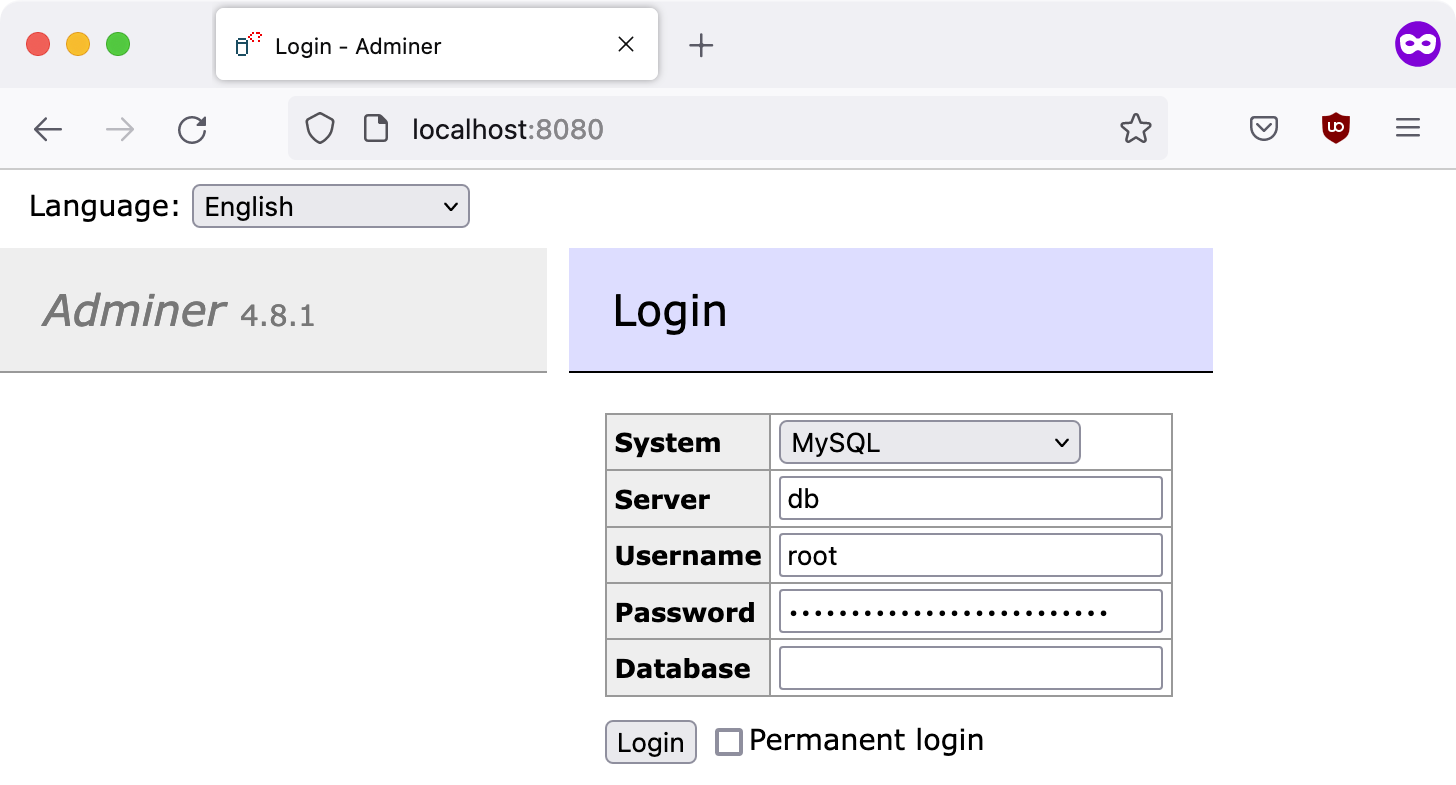 Login - Adminer
localhost:8080
Language: English
Adminer 4.8.1
Login
System MySQL
Server db
Username root
Password ••••••••••••••••••••••••••
Database
Login Permanent login